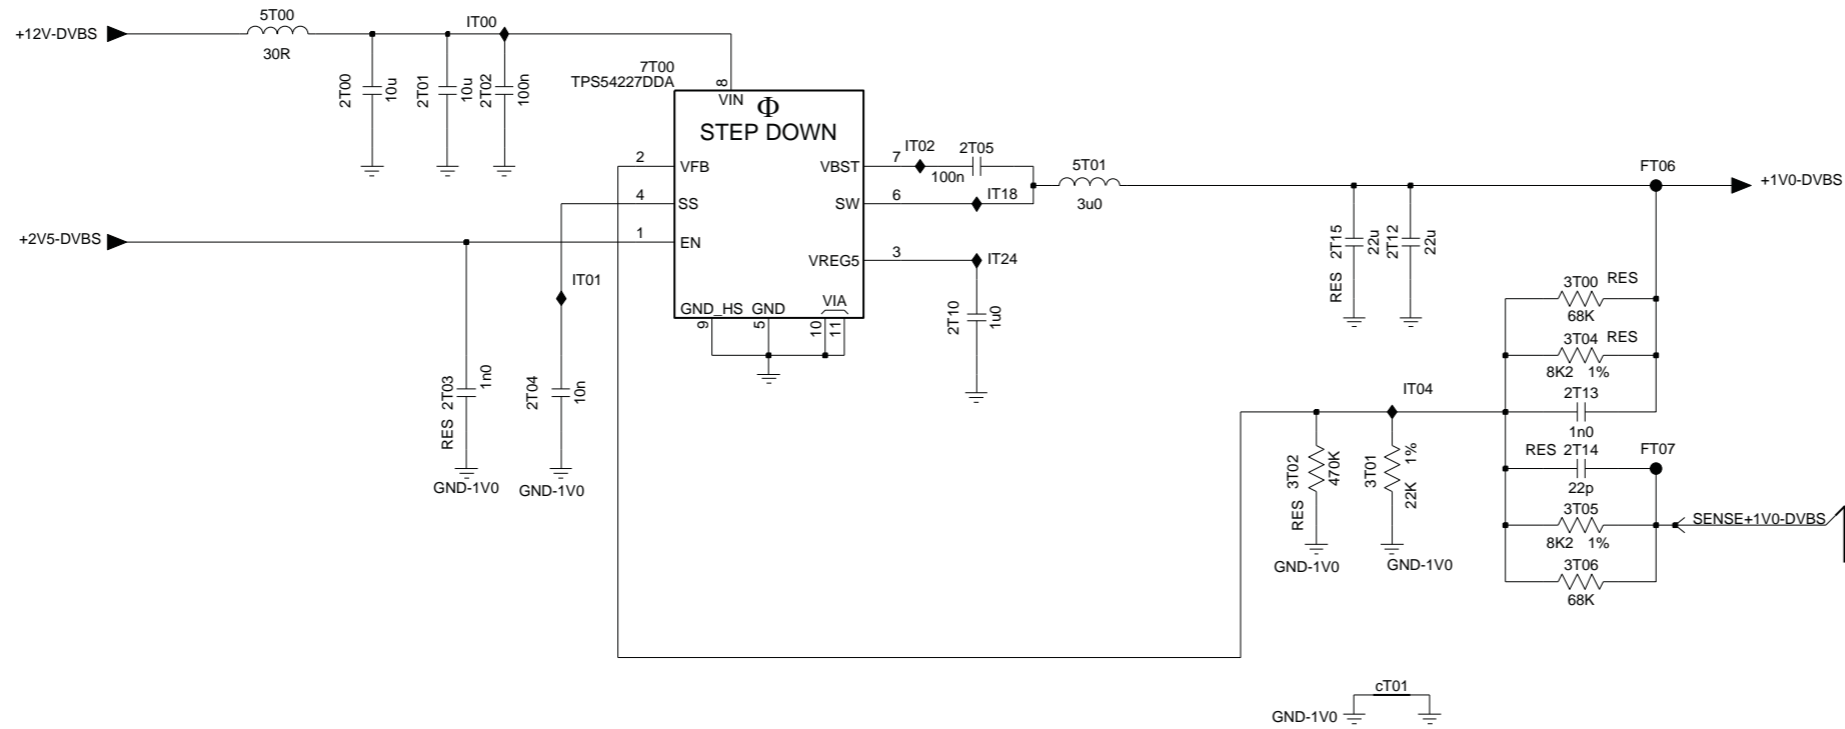 +12V-DVBS
5T00
30R
IT00
2T00
10u
2T01
10u
2T02
100n
7T00
TPS54227DDA
8
VIN
Φ
STEP DOWN
2
VFB
4
SS
1
EN
VBST
7
IT02
2T05
100n
SW
6
IT18
VREG5
3
IT24
5T01
3u0
FT06
+1V0-DVBS
+2V5-DVBS
IT01
GND_HS
GND
VIA
9
5
10
11
2T10
1u0
RES 2T03
1n0
GND-1V0
2T04
10n
GND-1V0
RES 2T15
22u
2T12
22u
3T00 RES
68K
3T04 RES
8K2 1%
2T13
1n0
IT04
RES 2T14
22p
FT07
RES 3T02
470K
GND-1V0
3T01
22K 1%
GND-1V0
3T05
8K2 1%
SENSE+1V0-DVBS
3T06
68K
cT01
GND-1V0